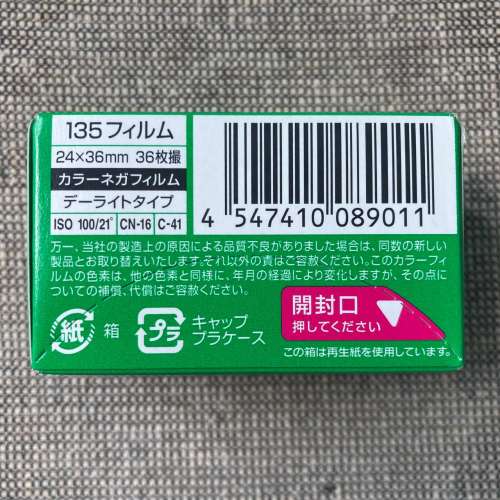 135フィルム
24×36mm 36枚撮
カラーネガフィルム
デーライトタイプ
ISO 100/21° CN-16 C-41
4 547410 089011
万一、当社の製造上の原因による品質不良がありました場合は、同数の新しい
製品とお取り替えいたします。それ以外の責はご容赦ください。このカラーフィ
ルムの色素は、他の色素と同様に、年月の経過により変化しますが、その点に
ついての補償、代償はご容赦ください。
紙 箱
プラ キャップ
プラケース
開封口
押してください
この箱は再生紙を使用しています。